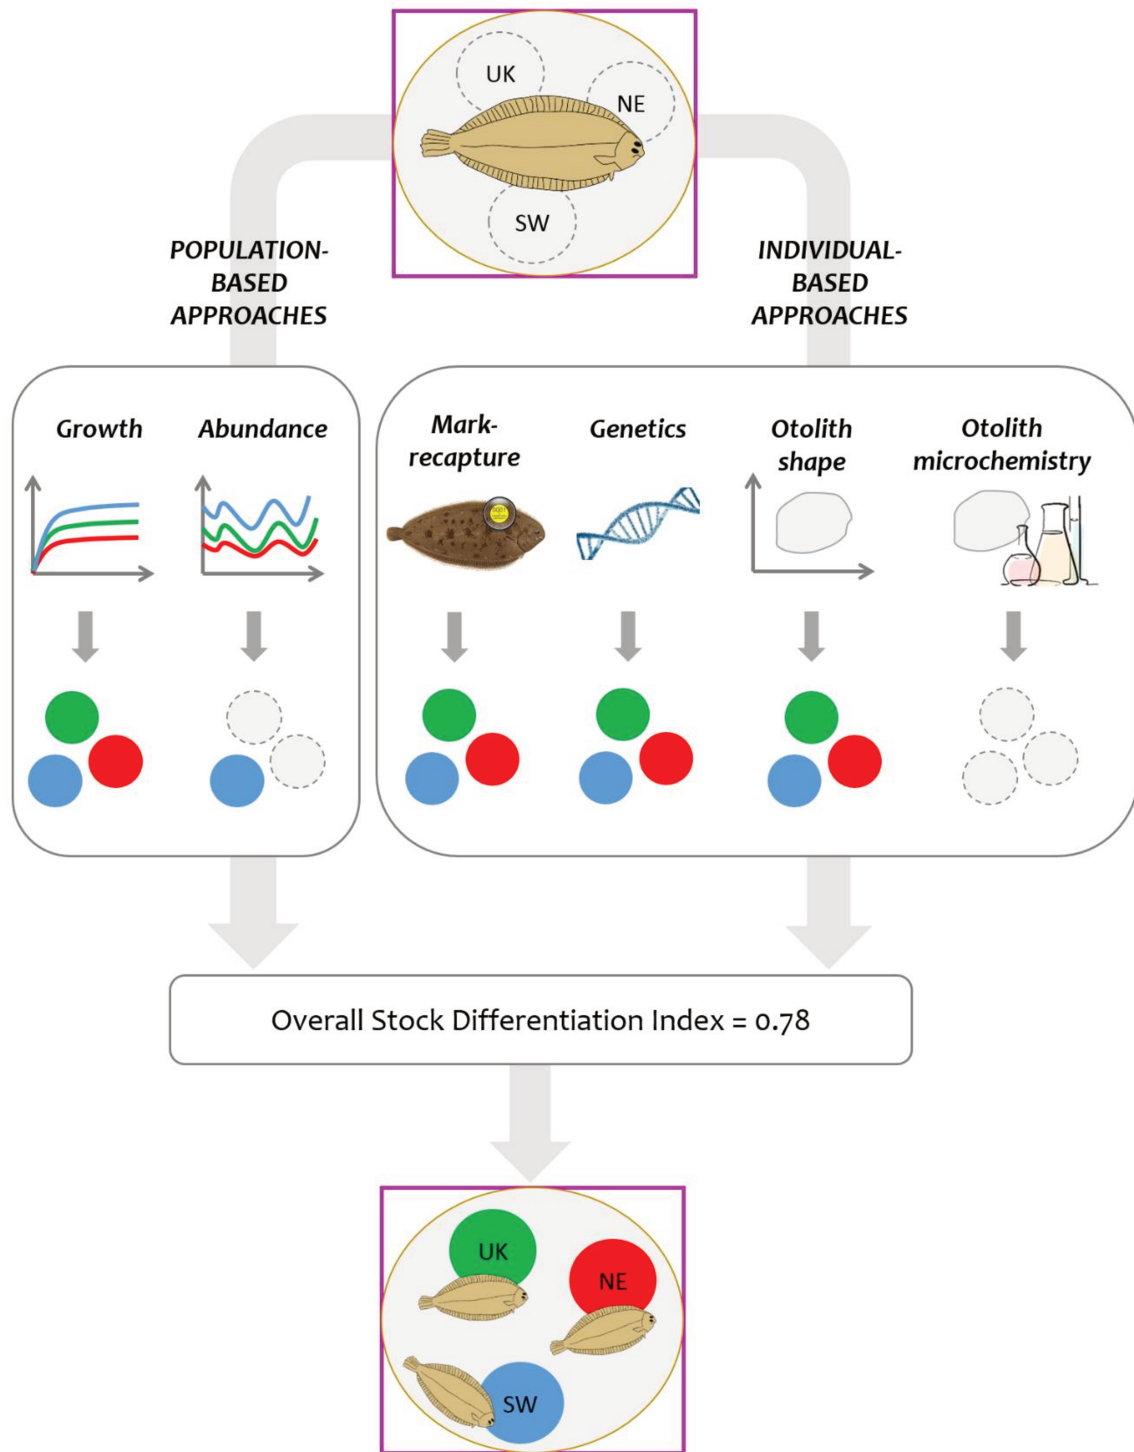 UK
NE
SW
POPULATION-
BASED
APPROACHES
INDIVIDUAL-
BASED
APPROACHES
Growth
Abundance
Mark-
recapture
Genetics
Otolith
shape
Otolith
microchemistry
Overall Stock Differentiation Index = 0.78
UK
NE
SW